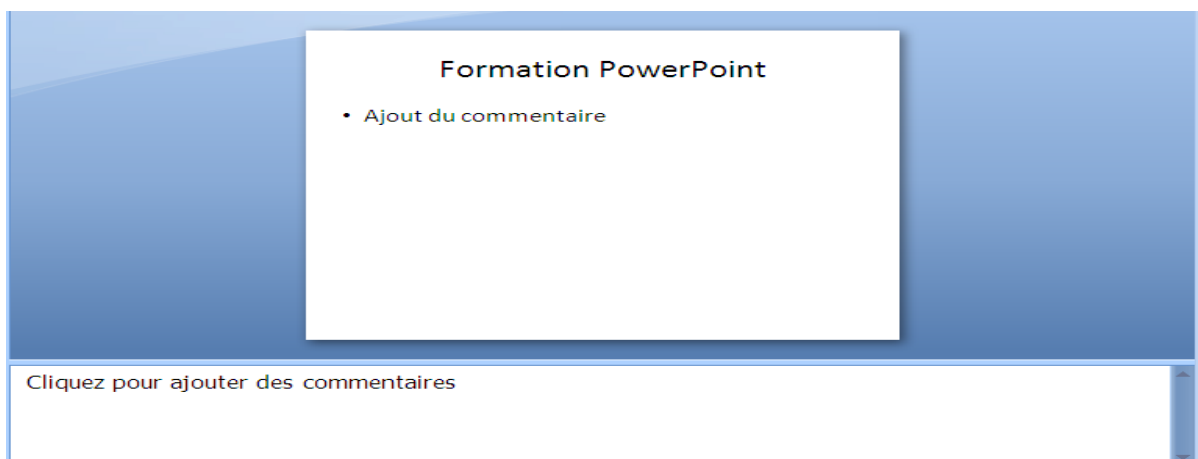 Formation PowerPoint
• Ajout du commentaire
Cliquez pour ajouter des commentaires